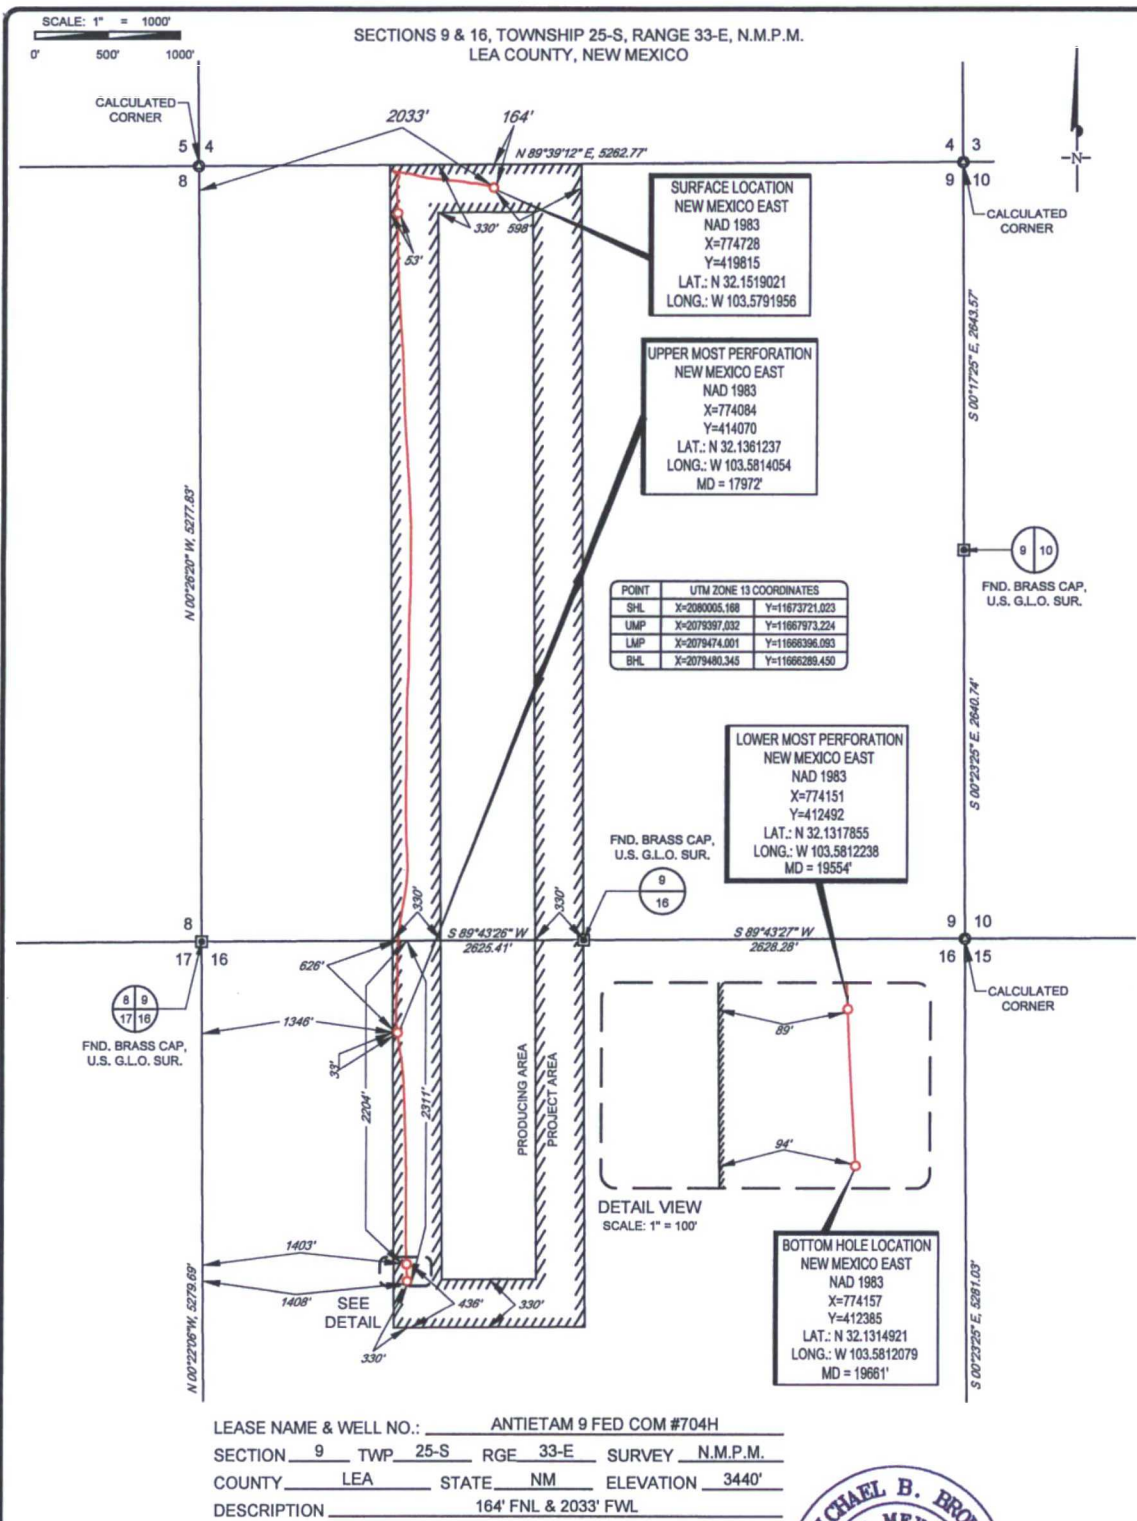 SCALE: 1" = 1000'
0' 500' 1000'
SECTIONS 9 & 16, TOWNSHIP 25-S, RANGE 33-E, N.M.P.M.
LEA COUNTY, NEW MEXICO
CALCULATED
CORNER
2033'
164'
5 4
8
N 89°39'12" E, 5262.77'
4 3
9 10
N
CALCULATED
CORNER
SURFACE LOCATION
NEW MEXICO EAST
NAD 1983
X=774728
Y=419815
LAT.: N 32.1519021
LONG.: W 103.5791956
330'
598'
53'
S 00°17'25" E, 2643.57'
UPPER MOST PERFORATION
NEW MEXICO EAST
NAD 1983
X=774084
Y=414070
LAT.: N 32.1361237
LONG.: W 103.5814054
MD = 17972'
N 00°26'20" W, 5277.83'
9 10
FND. BRASS CAP,
U.S. G.L.O. SUR.
POINT UTM ZONE 13 COORDINATES
SHL X=2080005.168 Y=11673721.023
UMP X=2079397.032 Y=11667973.224
LMP X=2079474.001 Y=11666396.093
BHL X=2079480.345 Y=11666289.450
S 00°23'25" E, 2640.74'
LOWER MOST PERFORATION
NEW MEXICO EAST
NAD 1983
X=774151
Y=412492
LAT.: N 32.1317855
LONG.: W 103.5812238
MD = 19554'
FND. BRASS CAP,
U.S. G.L.O. SUR.
9
16
330'
330'
8
17 16
S 89°43'26" W
2625.41'
S 89°43'27" W
2628.28'
9 10
16 15
CALCULATED
CORNER
626'
8 9
17 16
FND. BRASS CAP,
U.S. G.L.O. SUR.
1346'
33'
2204'
2311'
PRODUCING AREA
PROJECT AREA
89'
94'
DETAIL VIEW
SCALE: 1" = 100'
1403'
1408'
SEE
DETAIL
436'
330'
330'
N 00°22'06"W, 5279.69'
BOTTOM HOLE LOCATION
NEW MEXICO EAST
NAD 1983
X=774157
Y=412385
LAT.: N 32.1314921
LONG.: W 103.5812079
MD = 19661'
S 00°23'25" E, 5281.03'
LEASE NAME & WELL NO.: ANTIETAM 9 FED COM #704H
SECTION 9 TWP 25-S RGE 33-E SURVEY N.M.P.M.
COUNTY LEA STATE NM ELEVATION 3440'
DESCRIPTION 164' FNL & 2033' FWL